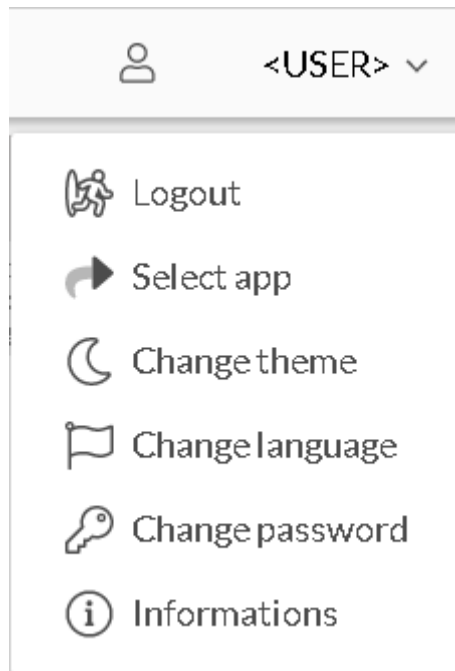 <USER>
Logout
Select app
Change theme
Change language
Change password
Informations